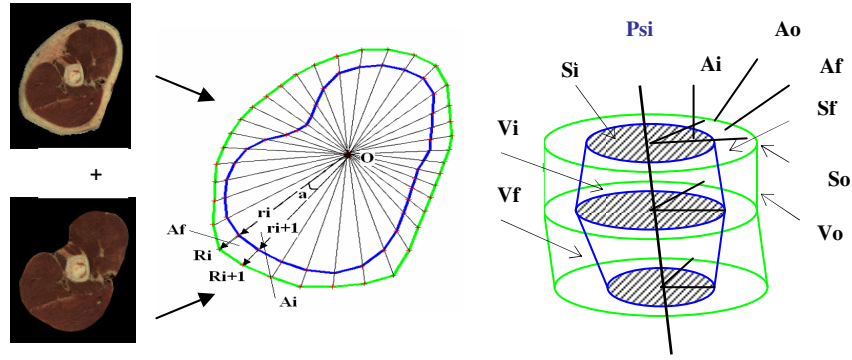 +
O
a
ri
ri+1
Af
Ri
Ri+1
Ai
Psi
Ao
Si
Ai
Af
Sf
Vi
So
Vf
Vo